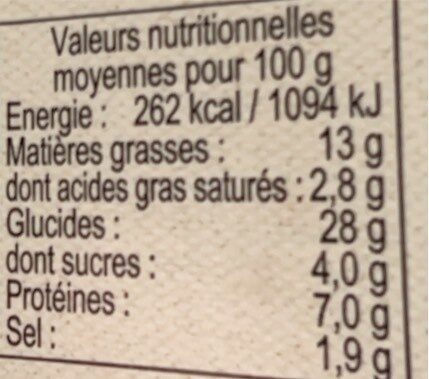 Valeurs nutritionnelles
moyennes pour 100 g
Energie : 262 kcal / 1094 kJ
Matières grasses : 13 g
dont acides gras saturés : 2,8 g
Glucides : 28 g
dont sucres : 4,0 g
Protéines : 7,0 g
Sel : 1,9 g